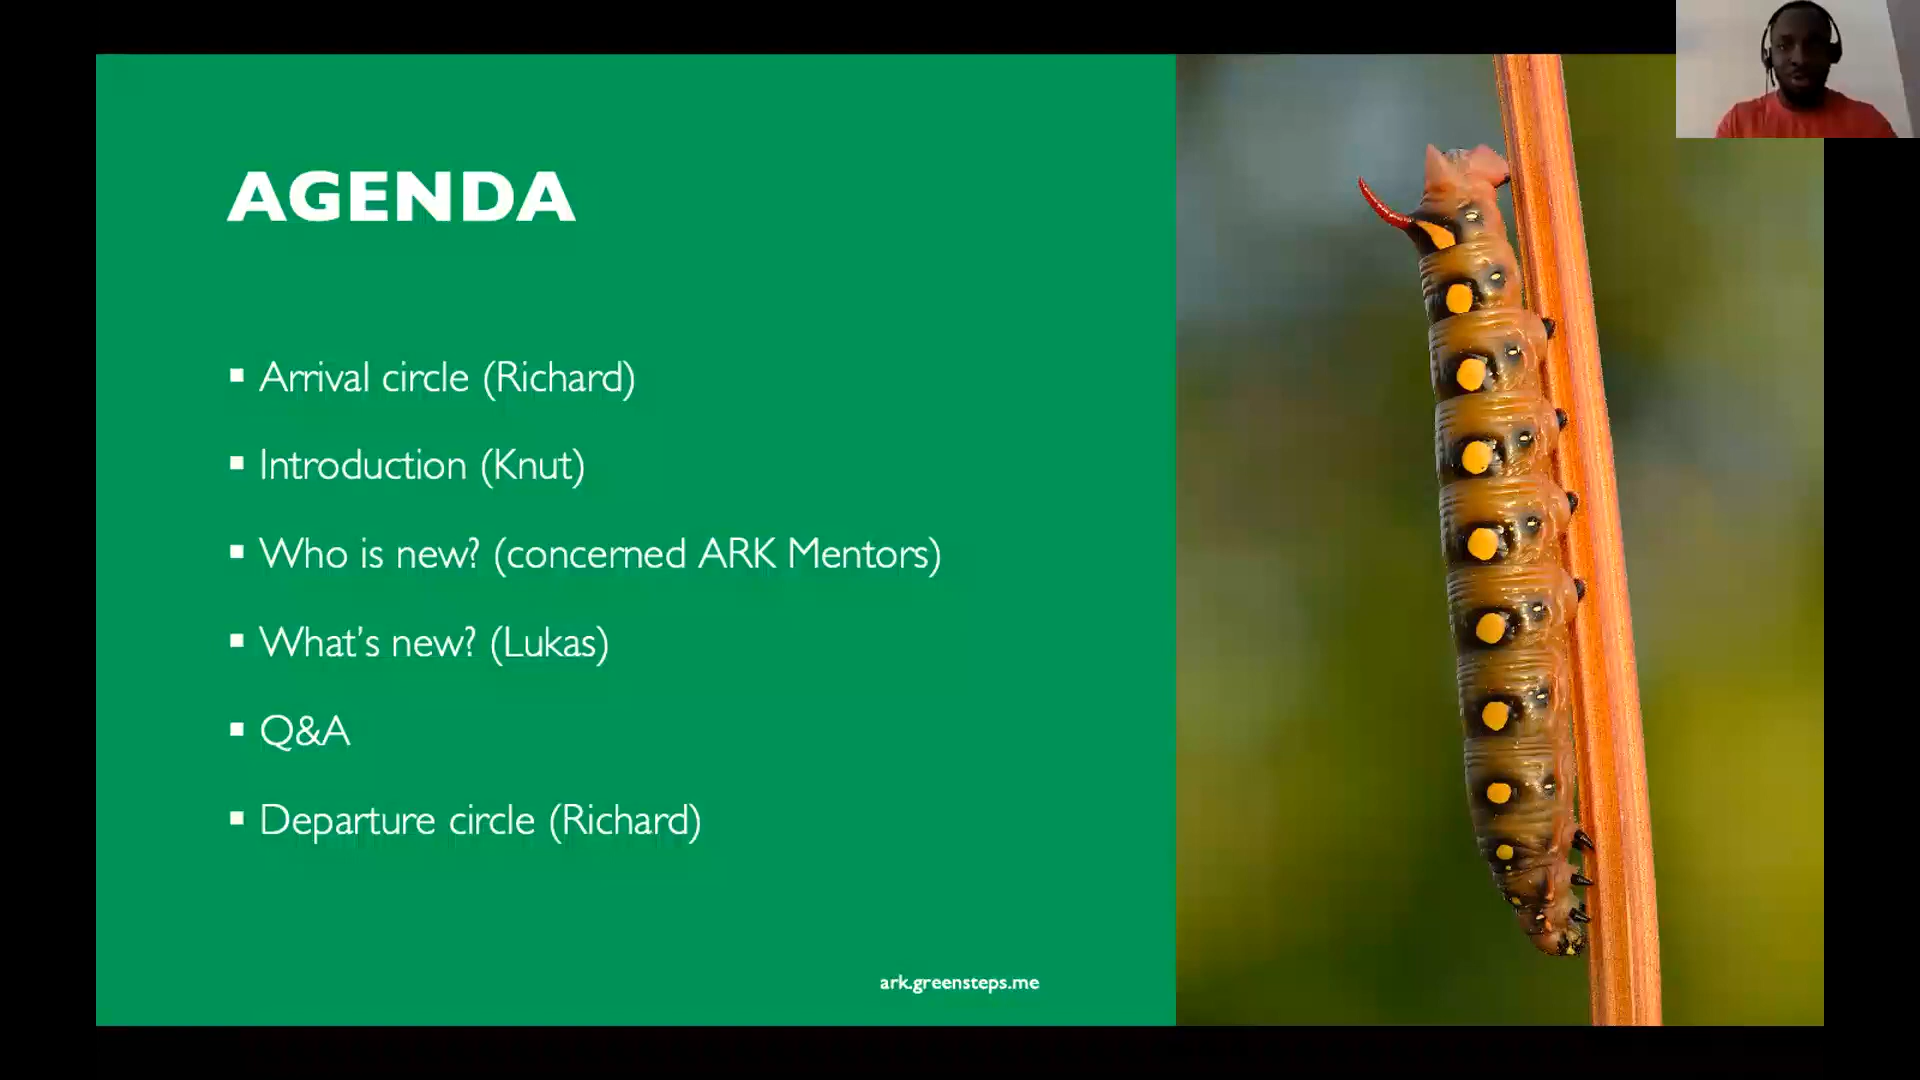 AGENDA
▪ Arrival circle (Richard)
▪ Introduction (Knut)
▪ Who is new? (concerned ARK Mentors)
▪ What’s new? (Lukas)
▪ Q&A
▪ Departure circle (Richard)
ark.greensteps.me